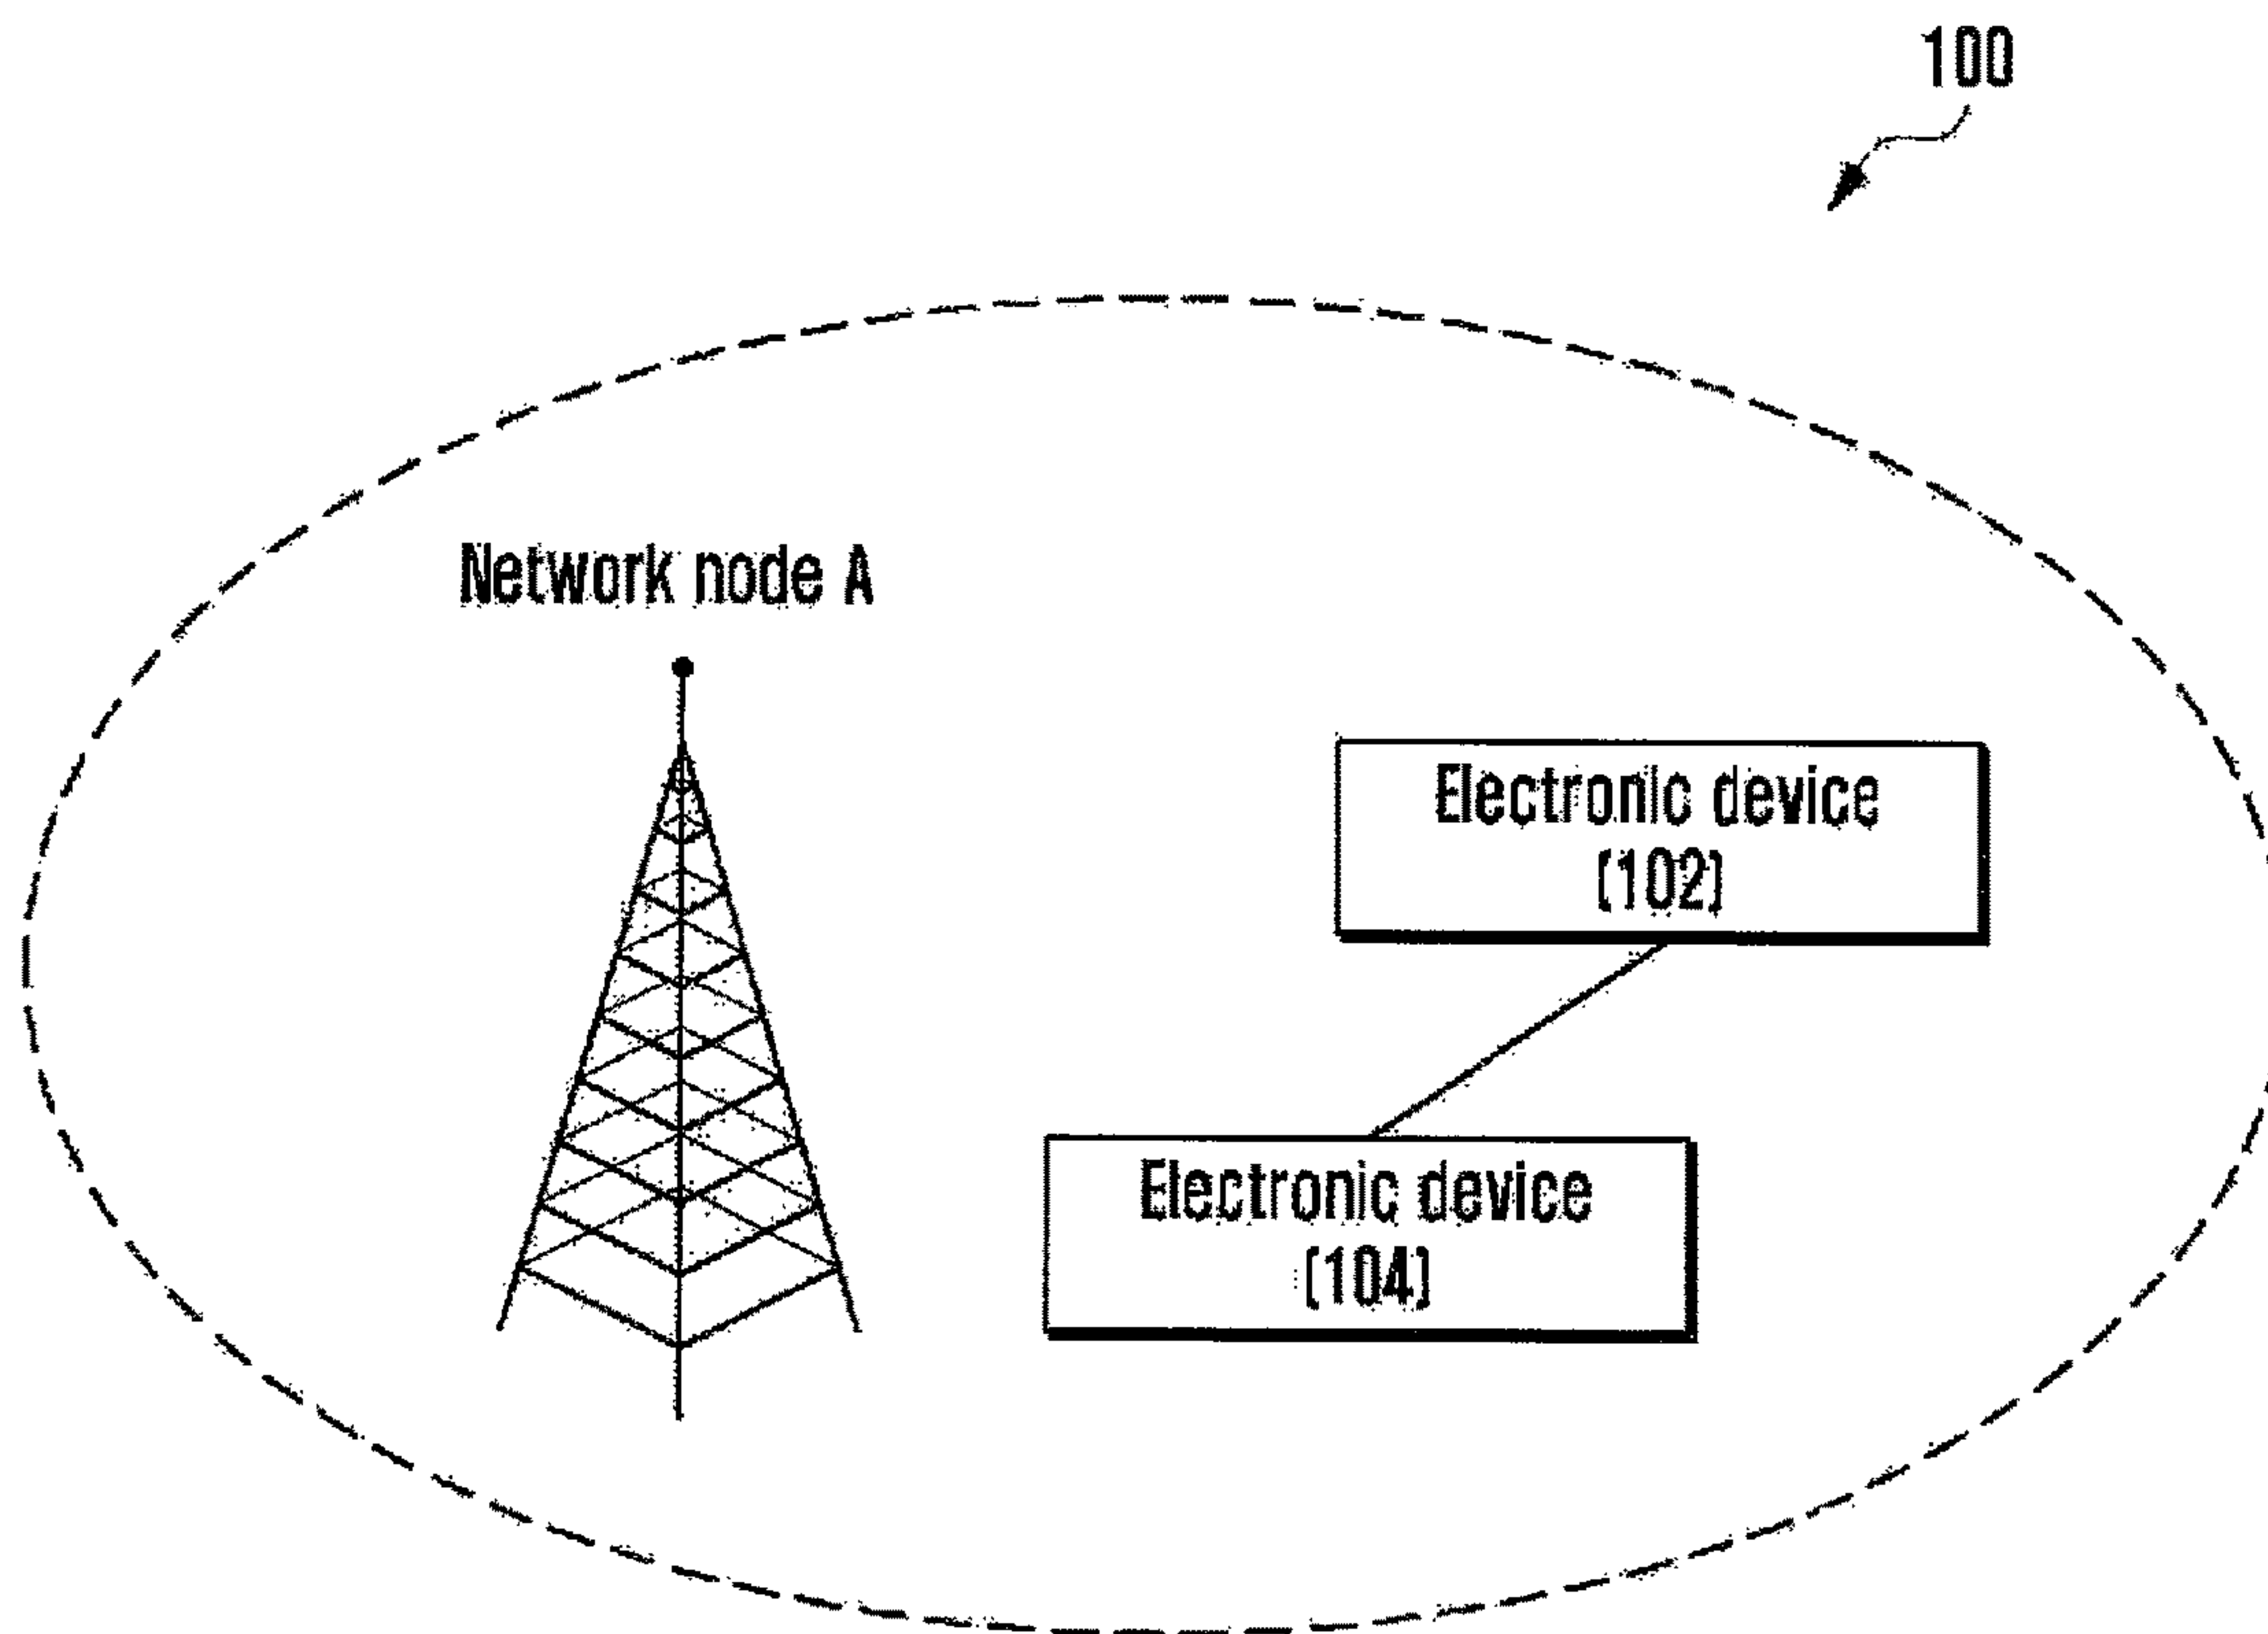 100
Network node A
Electronic device
(102)
Electronic device
(104)